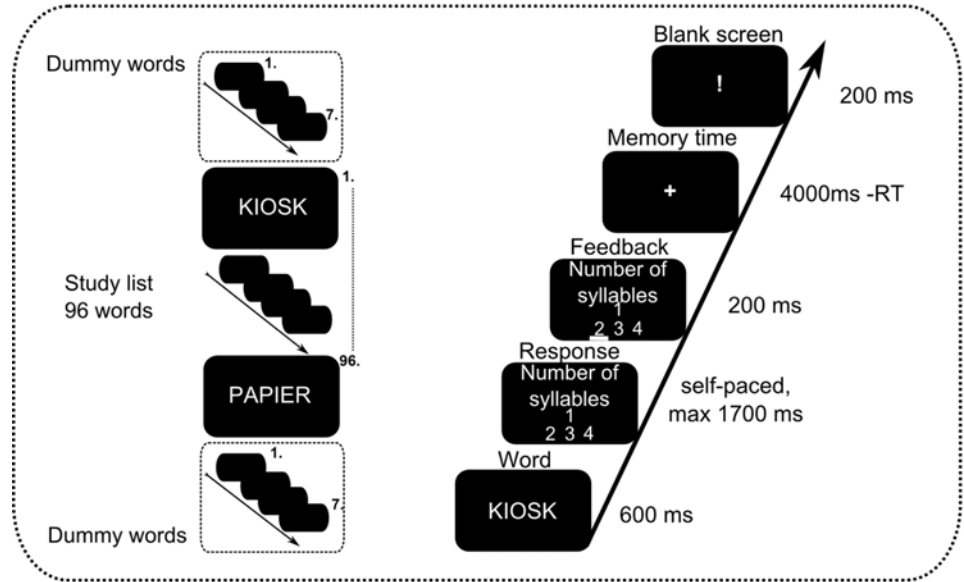 Dummy words
1.
7.
KIOSK
1.
Study list
96 words
96.
PAPIER
1.
7.
Dummy words
Blank screen
!
200 ms
Memory time
+
4000ms -RT
Feedback
Number of
syllables
1
2 3 4
200 ms
Response
Number of
syllables
1
2 3 4
self-paced,
max 1700 ms
Word
KIOSK
600 ms